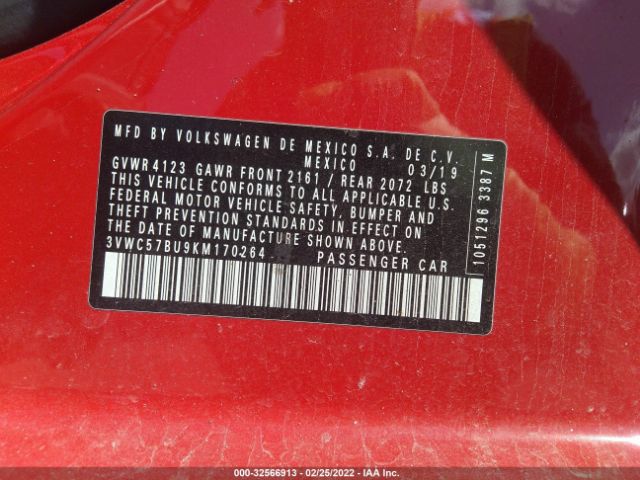 MFD BY VOLKSWAGEN DE MEXICO S.A. DE C.V.
MEXICO 03/19
GVWR 4123 GAWR FRONT 2161 / REAR 2072 LBS
THIS VEHICLE CONFORMS TO ALL APPLICABLE U.S.
FEDERAL MOTOR VEHICLE SAFETY, BUMPER AND
THEFT PREVENTION STANDARDS IN EFFECT ON
THE DATE OF MANUFACTURE SHOWN ABOVE.
3VWC57BU9KM170264 PASSENGER CAR
1051296 3387 M
000-32566913 - 02/25/2022 - IAA Inc.